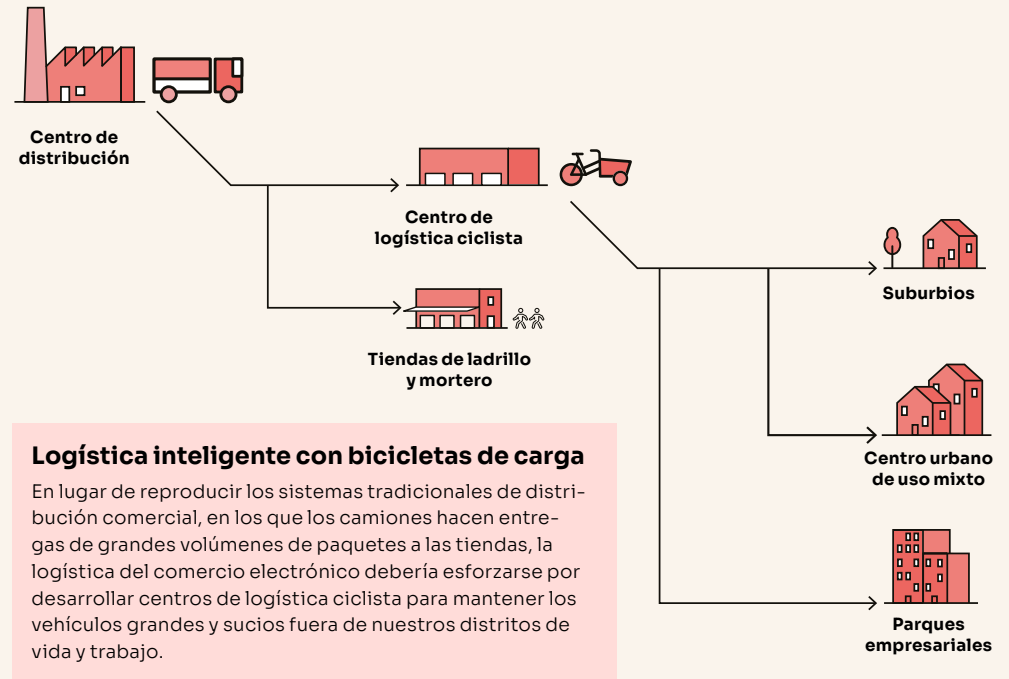 Centro de
distribución
Centro de
logística ciclista
Suburbios
Tiendas de ladrillo
y mortero
Centro urbano
de uso mixto
Parques
empresariales
Logística inteligente con bicicletas de carga
En lugar de reproducir los sistemas tradicionales de distri-
bución comercial, en los que los camiones hacen entre-
gas de grandes volúmenes de paquetes a las tiendas, la
logística del comercio electrónico debería esforzarse por
desarrollar centros de logística ciclista para mantener los
vehículos grandes y sucios fuera de nuestros distritos de
vida y trabajo.